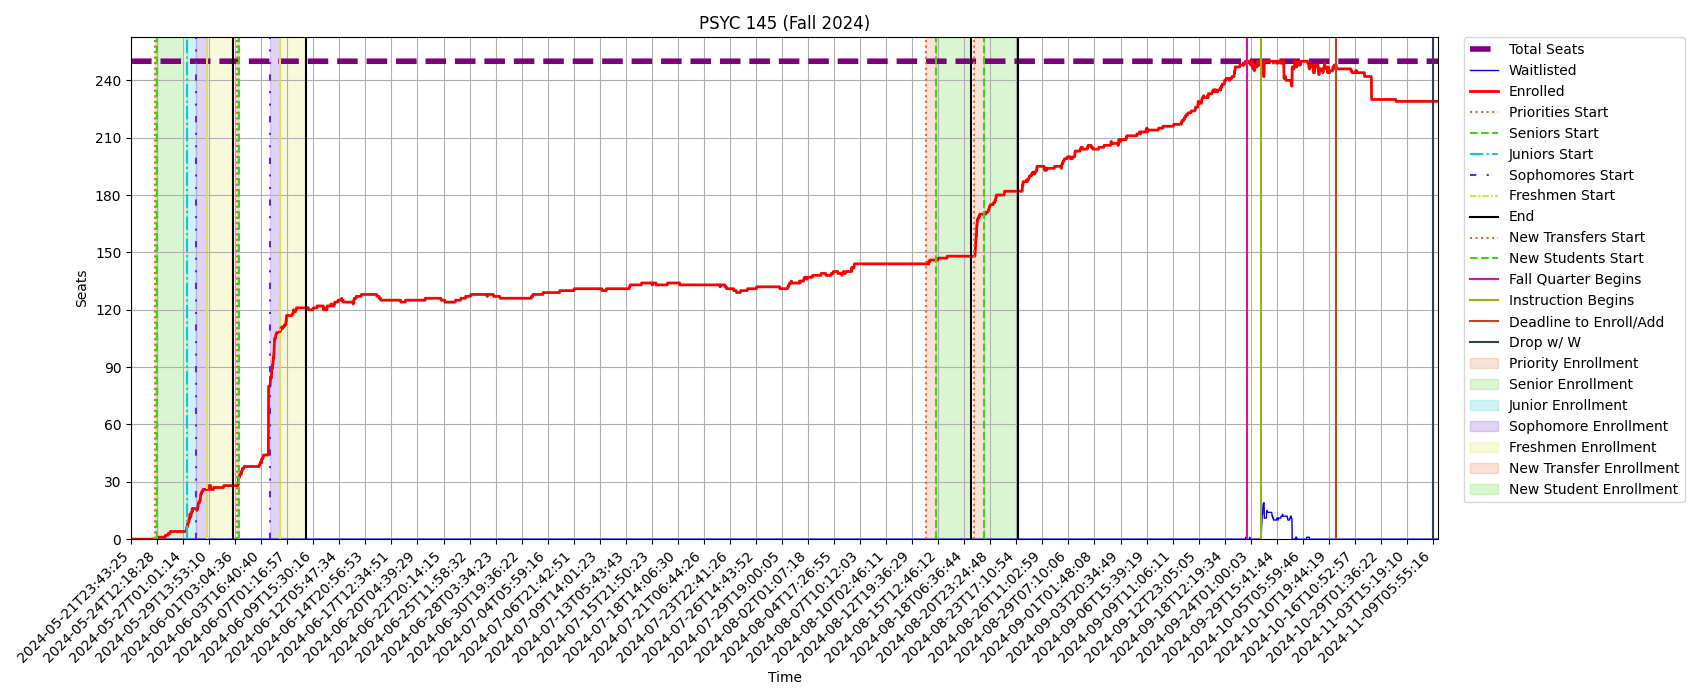 PSYC 145 (Fall 2024)
Seats
240
210
180
150
120
90
60
30
0
2024-05-21T23:43:25
2024-05-24T12:18:28
2024-05-27T01:01:14
2024-05-29T13:53:10
2024-06-01T03:04:36
2024-06-03T16:40:40
2024-06-07T01:16:57
2024-06-09T15:30:16
2024-06-12T05:47:34
2024-06-14T20:56:53
2024-06-17T12:34:51
2024-06-20T04:39:29
2024-06-22T20:14:15
2024-06-25T11:58:32
2024-06-28T03:34:23
2024-06-30T19:36:22
2024-07-04T05:59:16
2024-07-06T21:42:51
2024-07-09T14:01:23
2024-07-13T05:43:43
2024-07-15T21:50:23
2024-07-18T14:06:30
2024-07-21T06:44:26
2024-07-23T22:41:26
2024-07-26T14:43:52
2024-07-29T19:00:05
2024-08-02T01:07:18
2024-08-04T17:26:55
2024-08-07T10:12:03
2024-08-10T02:46:11
2024-08-12T19:36:29
2024-08-15T12:46:12
2024-08-18T06:36:44
2024-08-20T23:24:48
2024-08-23T17:10:54
2024-08-26T11:02:59
2024-08-29T07:10:06
2024-09-01T01:48:08
2024-09-03T20:34:49
2024-09-06T15:39:19
2024-09-09T11:06:11
2024-09-12T23:05:05
2024-09-18T12:19:34
2024-09-24T01:00:03
2024-09-29T15:41:44
2024-10-05T05:59:46
2024-10-10T19:44:19
2024-10-16T10:52:57
2024-10-29T01:36:22
2024-11-03T15:19:10
2024-11-09T05:55:16
Time
Total Seats
Waitlisted
Enrolled
Priorities Start
Seniors Start
Juniors Start
Sophomores Start
Freshmen Start
End
New Transfers Start
New Students Start
Fall Quarter Begins
Instruction Begins
Deadline to Enroll/Add
Drop w/ W
Priority Enrollment
Senior Enrollment
Junior Enrollment
Sophomore Enrollment
Freshmen Enrollment
New Transfer Enrollment
New Student Enrollment